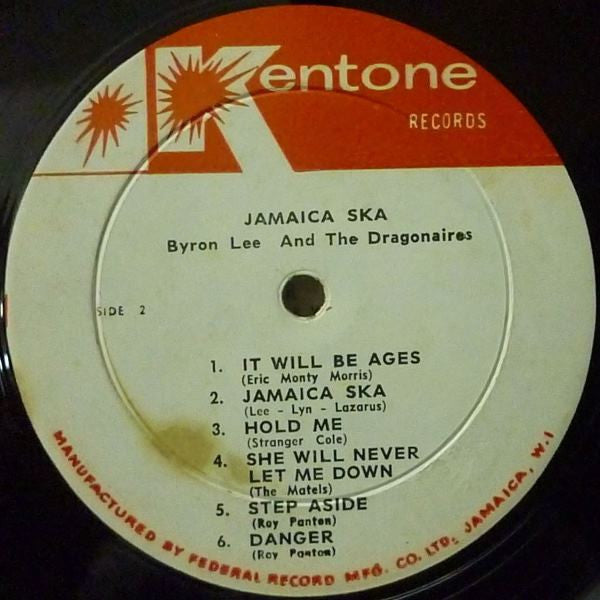 Kentone
RECORDS
JAMAICA SKA
Byron Lee And The Dragonaires
SIDE 2
1. IT WILL BE AGES
(Eric Monty Morris)
2. JAMAICA SKA
(Lee - Lyn - Lazarus)
3. HOLD ME
(Stranger Cole)
4. SHE WILL NEVER
LET ME DOWN
(The Matels)
5. STEP ASIDE
(Roy Panton)
6. DANGER
(Roy Panton)
MANUFACTURED BY FEDERAL RECORD MFG. CO. LTD; JAMAICA, W.I